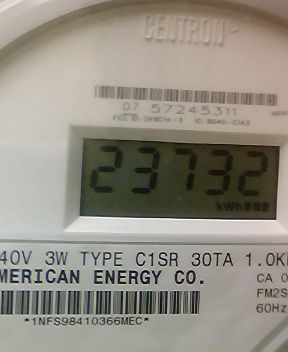 CENTRON
07 57245311
23732
kWh
40V 3W TYPE C1SR 30TA 1.0K
MERICAN ENERGY CO.
CA 0
FM2S
60Hz
*1NFS98410366MEC*